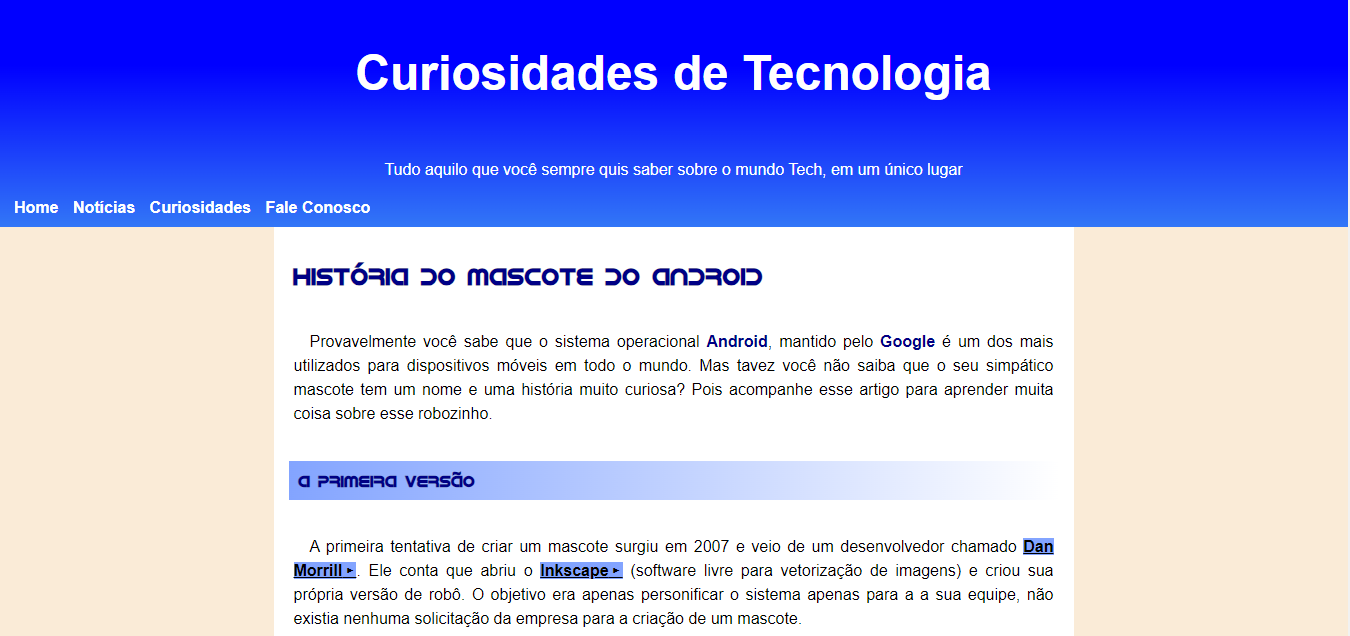 Curiosidades de Tecnologia
Tudo aquilo que você sempre quis saber sobre o mundo Tech, em um único lugar
Home Notícias Curiosidades Fale Conosco
História do Mascote do Android
Provavelmente você sabe que o sistema operacional Android, mantido pelo Google é um dos mais
utilizados para dispositivos móveis em todo o mundo. Mas tavez você não saiba que o seu simpático
mascote tem um nome e uma história muito curiosa? Pois acompanhe esse artigo para aprender muita
coisa sobre esse robozinho.
A primeira versão
A primeira tentativa de criar um mascote surgiu em 2007 e veio de um desenvolvedor chamado Dan
Morrill ‣. Ele conta que abriu o Inkscape ‣ (software livre para vetorização de imagens) e criou sua
própria versão de robô. O objetivo era apenas personificar o sistema apenas para a a sua equipe, não
existia nenhuma solicitação da empresa para a criação de um mascote.